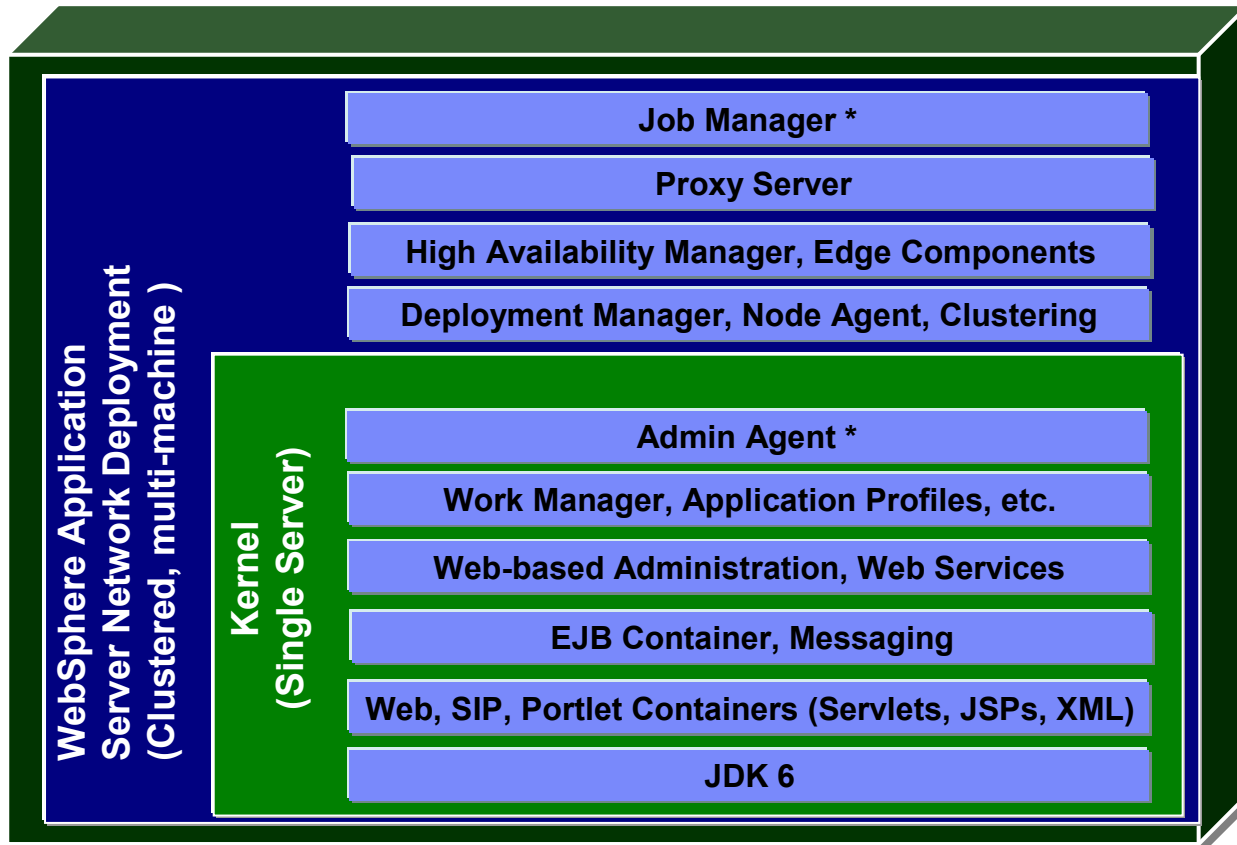 Job Manager *
Proxy Server
High Availability Manager, Edge Components
Deployment Manager, Node Agent, Clustering
WebSphere Application
Server Network Deployment
(Clustered, multi-machine )
Kernel
(Single Server)
Admin Agent *
Work Manager, Application Profiles, etc.
Web-based Administration, Web Services
EJB Container, Messaging
Web, SIP, Portlet Containers (Servlets, JSPs, XML)
JDK 6